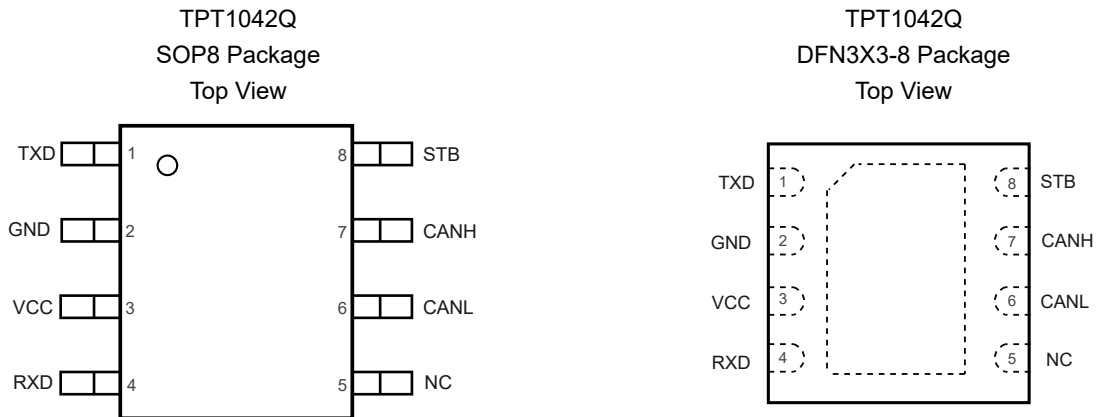 TPT1042Q
SOP8 Package
Top View
TXD 1 8 STB
GND 2 7 CANH
VCC 3 6 CANL
RXD 4 5 NC
TPT1042Q
DFN3X3-8 Package
Top View
TXD 1 8 STB
GND 2 7 CANH
VCC 3 6 CANL
RXD 4 5 NC